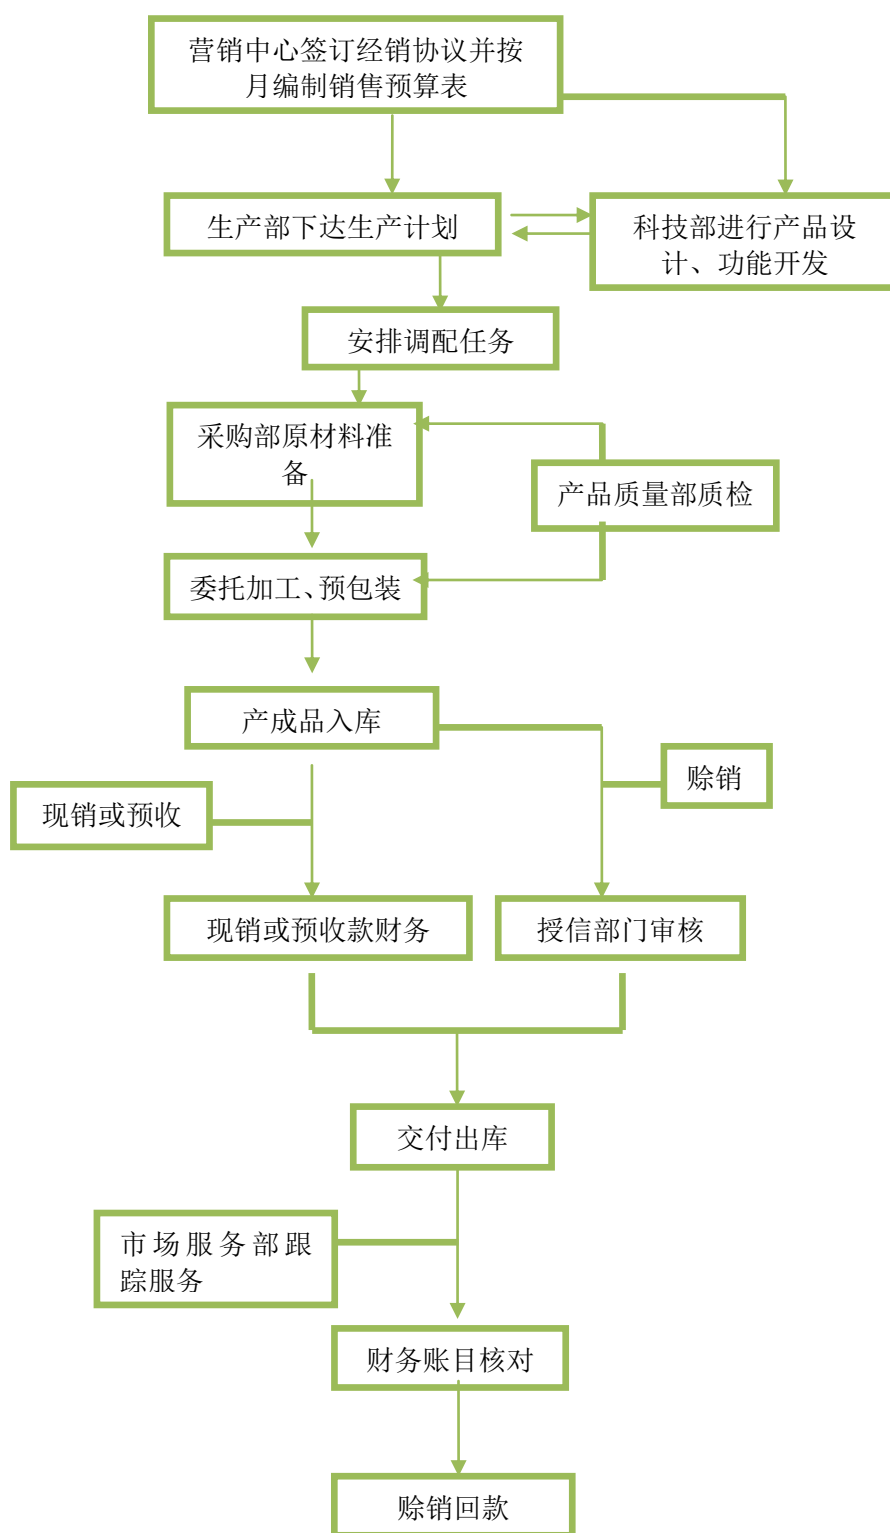 营销中心签订经销协议并按
月编制销售预算表
生产部下达生产计划
科技部进行产品设
计、功能开发
安排调配任务
采购部原材料准
备
产品质量部质检
委托加工、预包装
产成品入库
赊销
现销或预收
现销或预收款财务
授信部门审核
交付出库
市场服务部跟
踪服务
财务账目核对
赊销回款